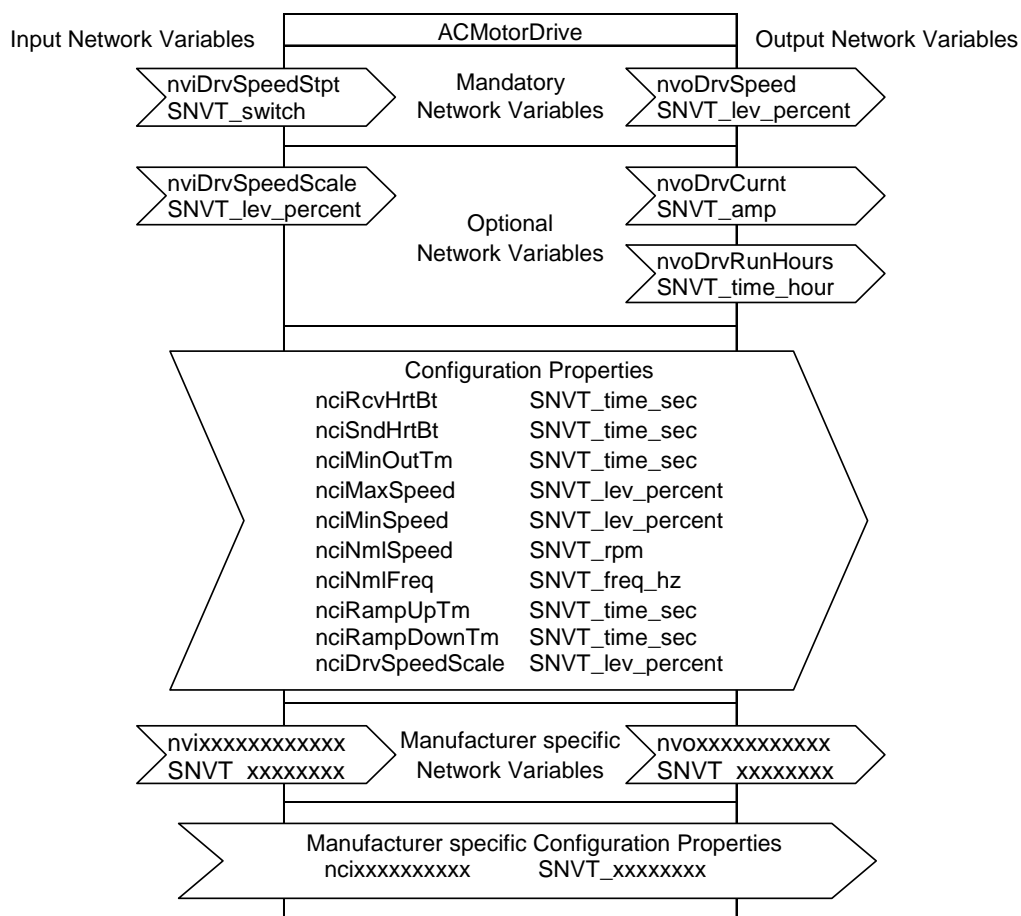 ACMotorDrive
Input Network Variables
Output Network Variables
nviDrvSpeedStpt
SNVT_switch
Mandatory
Network Variables
nvoDrvSpeed
SNVT_lev_percent
nviDrvSpeedScale
SNVT_lev_percent
Optional
Network Variables
nvoDrvCurnt
SNVT_amp
nvoDrvRunHours
SNVT_time_hour
Configuration Properties
nciRcvHrtBt SNVT_time_sec
nciSndHrtBt SNVT_time_sec
nciMinOutTm SNVT_time_sec
nciMaxSpeed SNVT_lev_percent
nciMinSpeed SNVT_lev_percent
nciNmlSpeed SNVT_rpm
nciNmlFreq SNVT_freq_hz
nciRampUpTm SNVT_time_sec
nciRampDownTm SNVT_time_sec
nciDrvSpeedScale SNVT_lev_percent
nvixxxxxxxxxxxx
SNVT_xxxxxxxx
Manufacturer specific
Network Variables
nvoxxxxxxxxxxx
SNVT_xxxxxxxx
Manufacturer specific Configuration Properties
ncixxxxxxxxxx SNVT_xxxxxxxx